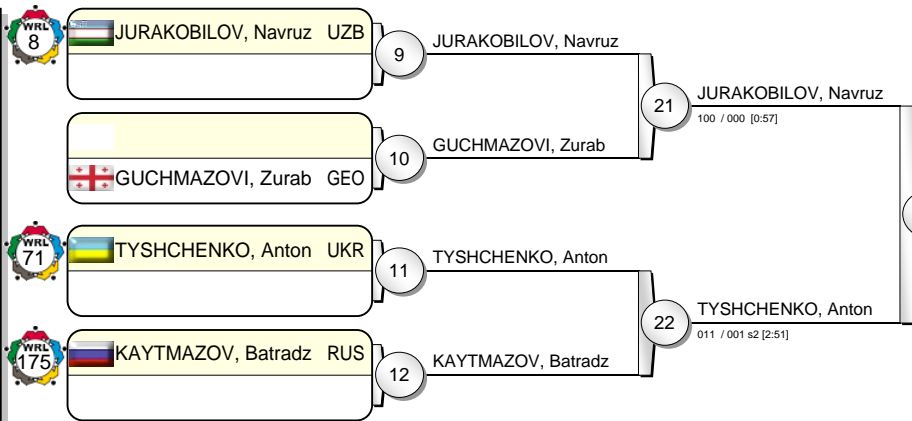 WRL
8
JURAKOBILOV, Navruz UZB
9
JURAKOBILOV, Navruz
21
JURAKOBILOV, Navruz
100 / 000 [0:57]
10
GUCHMAZOVI, Zurab
GUCHMAZOVI, Zurab GEO
WRL
71
TYSHCHENKO, Anton UKR
11
TYSHCHENKO, Anton
22
TYSHCHENKO, Anton
011 / 001 s2 [2:51]
WRL
175
KAYTMAZOV, Batradz RUS
12
KAYTMAZOV, Batradz